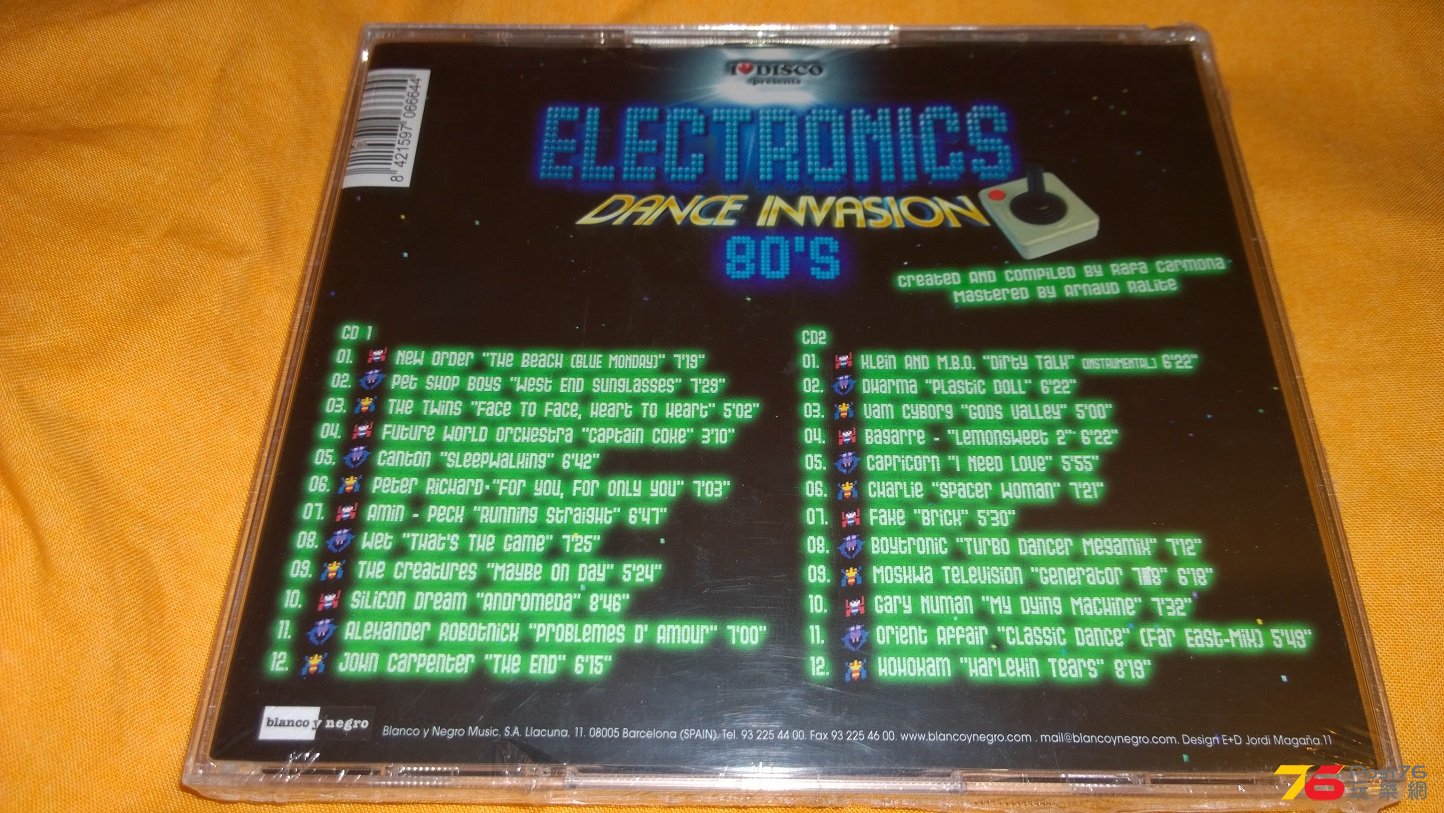 I ♥ DISCO
presents
ELECTRONICS
DANCE INVASION
80'S
Created and compiled by Rafa Carmona
Mastered by Arnaud Ralite
8 421597 066644
CD 1
01. New Order "The Beach (Blue Monday)" 7'19"
02. Pet Shop Boys "West End Sunglasses" 7'29"
03. The Twins "Face To Face, Heart To Heart" 5'02"
04. Future World Orchestra "Captain Coke" 3'10"
05. Canton "Sleepwalking" 6'42"
06. Peter Richard-"For you, For only you" 7'03"
07. Amin - Peck "Running Straight" 6'47"
08. Wet "That's The Game" 7'25"
09. The Creatures "Maybe on Day" 5'24"
10. Silicon Dream "Andromeda" 8'46"
11. Alexander Robotnick "Problemes D' Amour" 7'00"
12. John Carpenter "The End" 6'15"
CD2
01. Klein and M.B.O. "Dirty Talk" (Instrumental) 6'22"
02. Dharma "Plastic Doll" 6'22"
03. Vam Cyborg "Gods Valley" 5'00"
04. Bagarre - "Lemonsweet 2" 6'22"
05. Capricorn "I Need Love" 5'55"
06. Charlie "Spacer Woman" 7'21"
07. Fake "Brick" 5'30"
08. Boytronic "Turbo Dancer Megamix" 7'12"
09. Moskwa Television "Generator 7/8" 6'18"
10. Gary Numan "My Dying Machine" 7'32"
11. Orient Affair "Classic Dance" (Far East-Mix) 5'49"
12. Kokokam "Harlekin Tears" 8'19"
blanco y negro
Blanco y Negro Music, S.A. Llacuna, 11. 08005 Barcelona (SPAIN). Tel. 93 225 44 00. Fax 93 225 46 00. www.blancoynegro.com . mail@blancoynegro.com. Design E+D Jordi Magaña.11
76